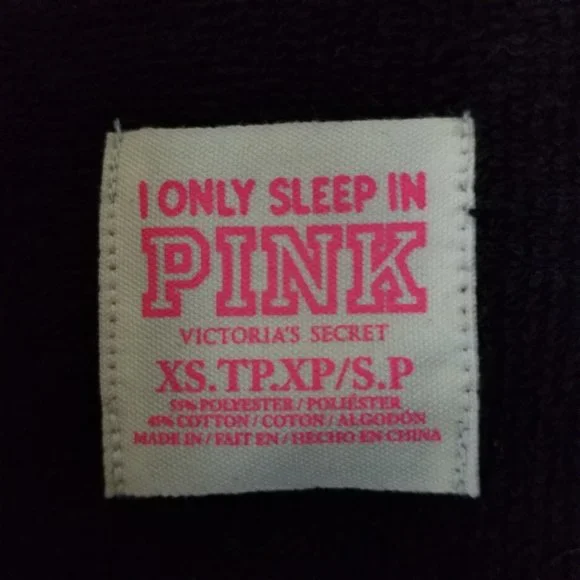 I ONLY SLEEP IN
PINK
VICTORIA'S SECRET
XS.TP.XP/S.P
55% POLYESTER / POLIÉSTER
45% COTTON / COTON / ALGODÓN
MADE IN / FAIT EN / HECHO EN CHINA